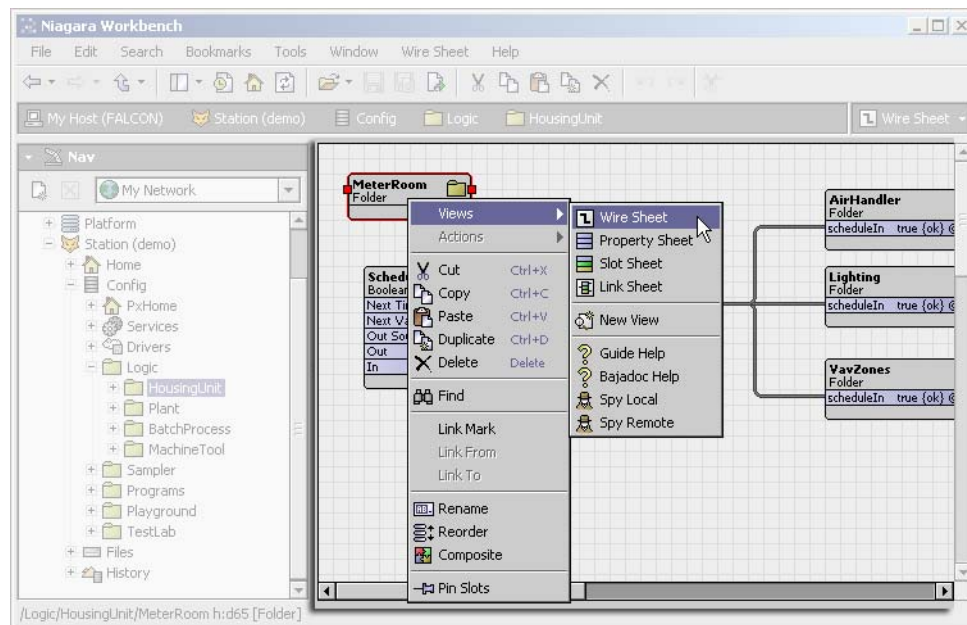 Niagara Workbench
File Edit Search Bookmarks Tools Window Wire Sheet Help
My Host (FALCON) Station (demo) Config Logic HousingUnit Wire Sheet
Nav
My Network
Platform
Station (demo)
Home
Config
PxHome
Services
Drivers
Logic
HousingUnit
Plant
BatchProcess
MachineTool
Sampler
Programs
Playground
TestLab
Files
History
MeterRoom
Folder
Sched
Boolear
Next Ti
Next Va
Out Sou
Out
In
Views
Actions
Cut Ctrl+X
Copy Ctrl+C
Paste Ctrl+V
Duplicate Ctrl+D
Delete Delete
Find
Link Mark
Link From
Link To
Rename
Reorder
Composite
Pin Slots
Wire Sheet
Property Sheet
Slot Sheet
Link Sheet
New View
Guide Help
Bajadoc Help
Spy Local
Spy Remote
AirHandler
Folder
scheduleIn true {ok} @
Lighting
Folder
scheduleIn true {ok} @
VavZones
Folder
scheduleIn true {ok} @
/Logic/HousingUnit/MeterRoom h:d65 [Folder]